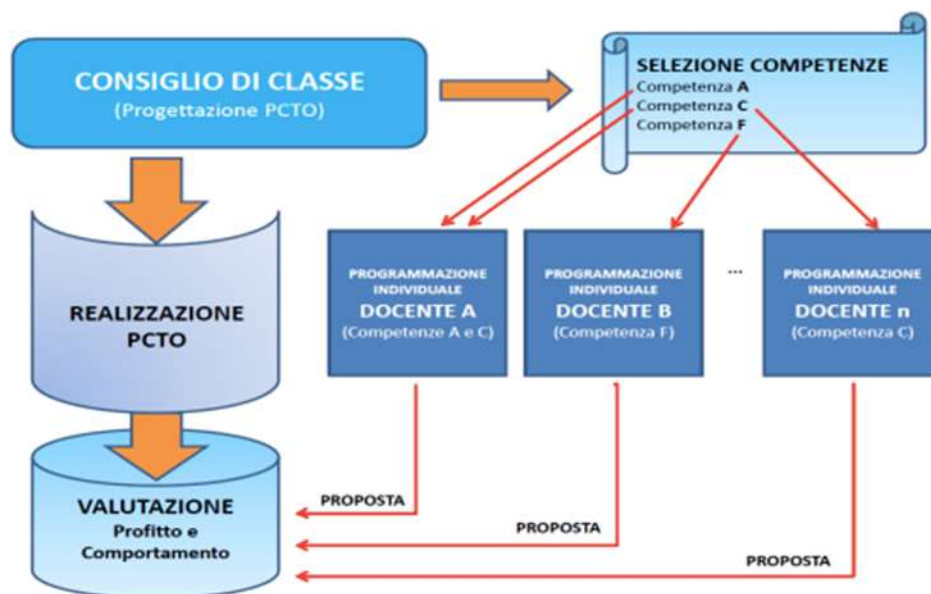 CONSIGLIO DI CLASSE
(Progettazione PCTO)
SELEZIONE COMPETENZE
Competenza A
Competenza C
Competenza F
REALIZZAZIONE
PCTO
PROGRAMMAZIONE
INDIVIDUALE
DOCENTE A
(Competenze A e C)
PROGRAMMAZIONE
INDIVIDUALE
DOCENTE B
(Competenza F)
...
PROGRAMMAZIONE
INDIVIDUALE
DOCENTE n
(Competenza C)
VALUTAZIONE
Profitto e
Comportamento
PROPOSTA
PROPOSTA
PROPOSTA